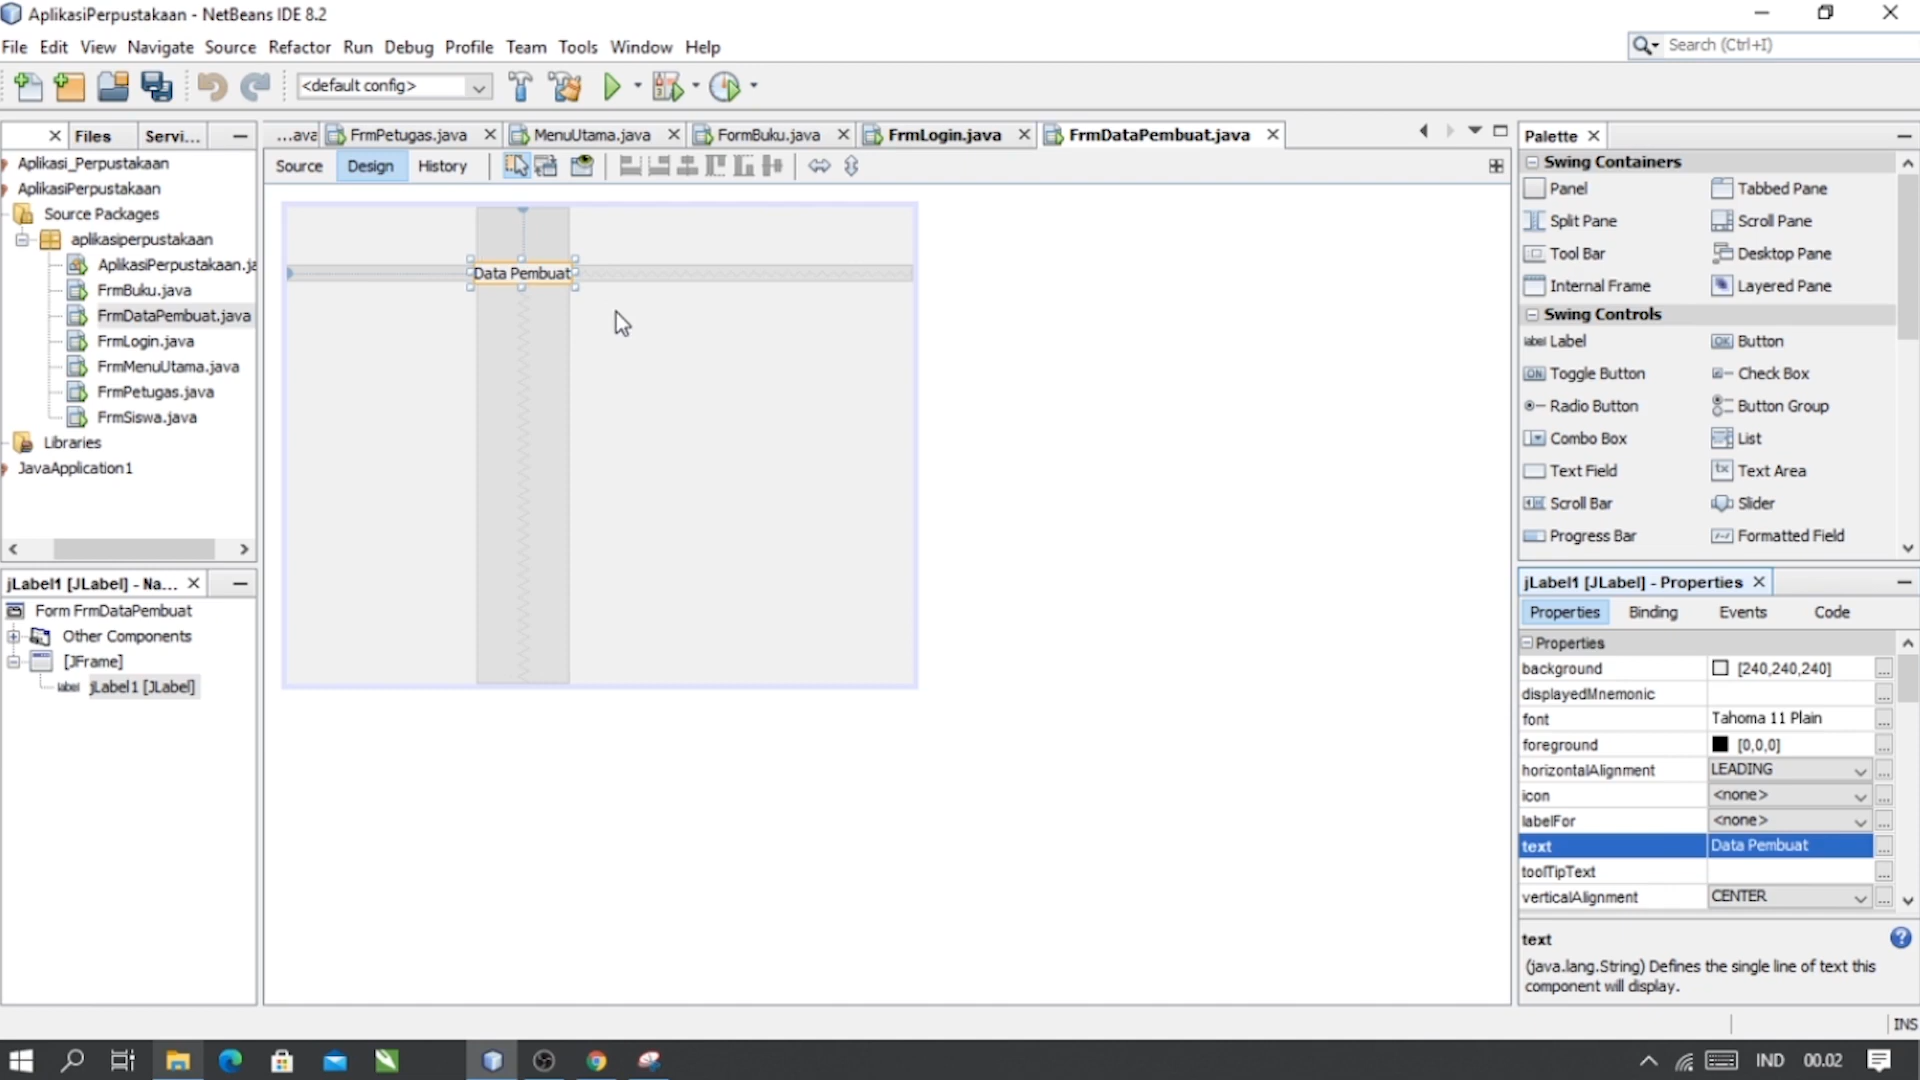 AplikasiPerpustakaan - NetBeans IDE 8.2
File Edit View Navigate Source Refactor Run Debug Profile Team Tools Window Help
Search (Ctrl+I)
<default config>
Files Servi...
...ava FrmPetugas.java MenuUtama.java FormBuku.java FrmLogin.java FrmDataPembuat.java
Source Design History
Aplikasi_Perpustakaan
AplikasiPerpustakaan
Source Packages
aplikasiperpustakaan
AplikasiPerpustakaan.ja
FrmBuku.java
FrmDataPembuat.java
FrmLogin.java
FrmMenuUtama.java
FrmPetugas.java
FrmSiswa.java
Libraries
JavaApplication1
jLabel1 [JLabel] - Na...
Form FrmDataPembuat
Other Components
[JFrame]
label jLabel1 [JLabel]
Data Pembuat
Palette
Swing Containers
Panel Tabbed Pane
Split Pane Scroll Pane
Tool Bar Desktop Pane
Internal Frame Layered Pane
Swing Controls
label Label OK Button
ON Toggle Button Check Box
Radio Button Button Group
Combo Box List
Text Field tx Text Area
Scroll Bar Slider
Progress Bar Formatted Field
jLabel1 [JLabel] - Properties
Properties Binding Events Code
Properties
background [240,240,240] ...
displayedMnemonic ...
font Tahoma 11 Plain ...
foreground [0,0,0] ...
horizontalAlignment LEADING ...
icon <none> ...
labelFor <none> ...
text Data Pembuat ...
toolTipText ...
verticalAlignment CENTER ...
text
(java.lang.String) Defines the single line of text this
component will display.
INS
IND 00.02